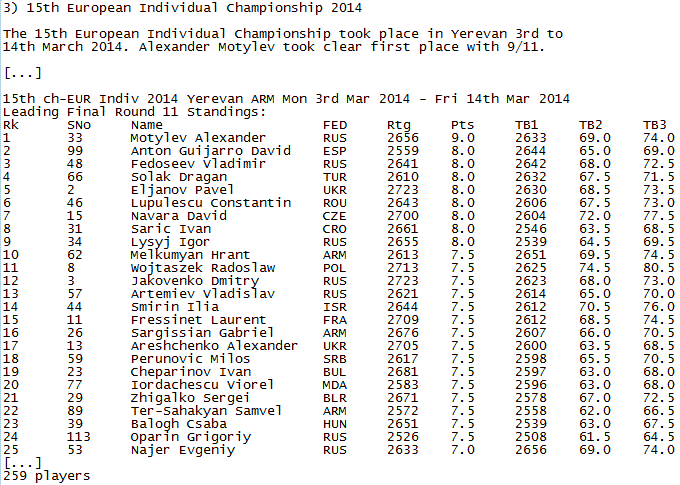 3) 15th European Individual Championship 2014
The 15th European Individual Championship took place in Yerevan 3rd to
14th March 2014. Alexander Motylev took clear first place with 9/11.
[...]
15th ch-EUR Indiv 2014 Yerevan ARM Mon 3rd Mar 2014 - Fri 14th Mar 2014
Leading Final Round 11 Standings:
Rk SNo Name FED Rtg Pts TB1 TB2 TB3
1 33 Motylev Alexander RUS 2656 9.0 2633 69.0 74.0
2 99 Anton Guijarro David ESP 2559 8.0 2644 65.0 69.0
3 48 Fedoseev Vladimir RUS 2641 8.0 2642 68.0 72.5
4 66 Solak Dragan TUR 2610 8.0 2632 67.5 71.5
5 2 Eljanov Pavel UKR 2723 8.0 2630 68.5 73.5
6 46 Lupulescu Constantin ROU 2643 8.0 2606 67.5 73.0
7 15 Navara David CZE 2700 8.0 2604 72.0 77.5
8 31 Saric Ivan CRO 2661 8.0 2546 63.5 68.5
9 34 Lysyj Igor RUS 2655 8.0 2539 64.5 69.5
10 62 Melkumyan Hrant ARM 2613 7.5 2651 69.5 74.5
11 8 Wojtaszek Radoslaw POL 2713 7.5 2625 74.5 80.5
12 3 Jakovenko Dmitry RUS 2723 7.5 2623 68.0 73.0
13 57 Artemiev Vladislav RUS 2621 7.5 2614 65.0 70.0
14 44 Smirin Ilia ISR 2644 7.5 2612 70.5 76.0
15 11 Fressinet Laurent FRA 2709 7.5 2612 68.5 74.5
16 26 Sargissian Gabriel ARM 2676 7.5 2607 66.0 70.5
17 13 Areshchenko Alexander UKR 2705 7.5 2600 63.5 68.5
18 59 Perunovic Milos SRB 2617 7.5 2598 65.5 70.5
19 23 Cheparinov Ivan BUL 2681 7.5 2597 63.0 68.0
20 77 Iordachescu Viorel MDA 2583 7.5 2596 63.0 68.0
21 29 Zhigalko Sergei BLR 2671 7.5 2578 67.0 72.5
22 89 Ter-Sahakyan Samvel ARM 2572 7.5 2558 62.0 66.5
23 39 Balogh Csaba HUN 2651 7.5 2539 63.0 67.5
24 113 Oparin Grigoriy RUS 2526 7.5 2508 61.5 64.5
25 53 Najer Evgeniy RUS 2633 7.0 2656 69.0 74.0
[...]
259 players